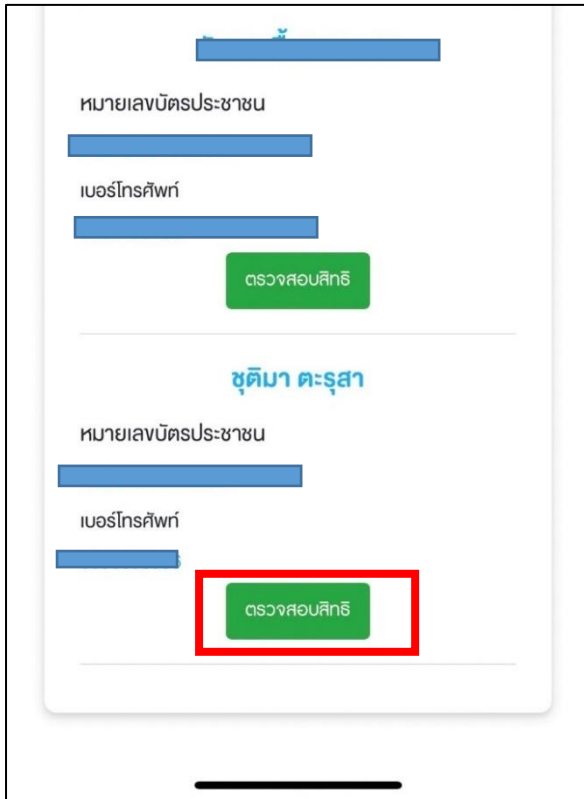 หมายเลขบัตรประชาชน
เบอร์โทรศัพท์
ตรวจสอบสิทธิ
ชุติมา ตะรุสา
หมายเลขบัตรประชาชน
เบอร์โทรศัพท์
ตรวจสอบสิทธิ